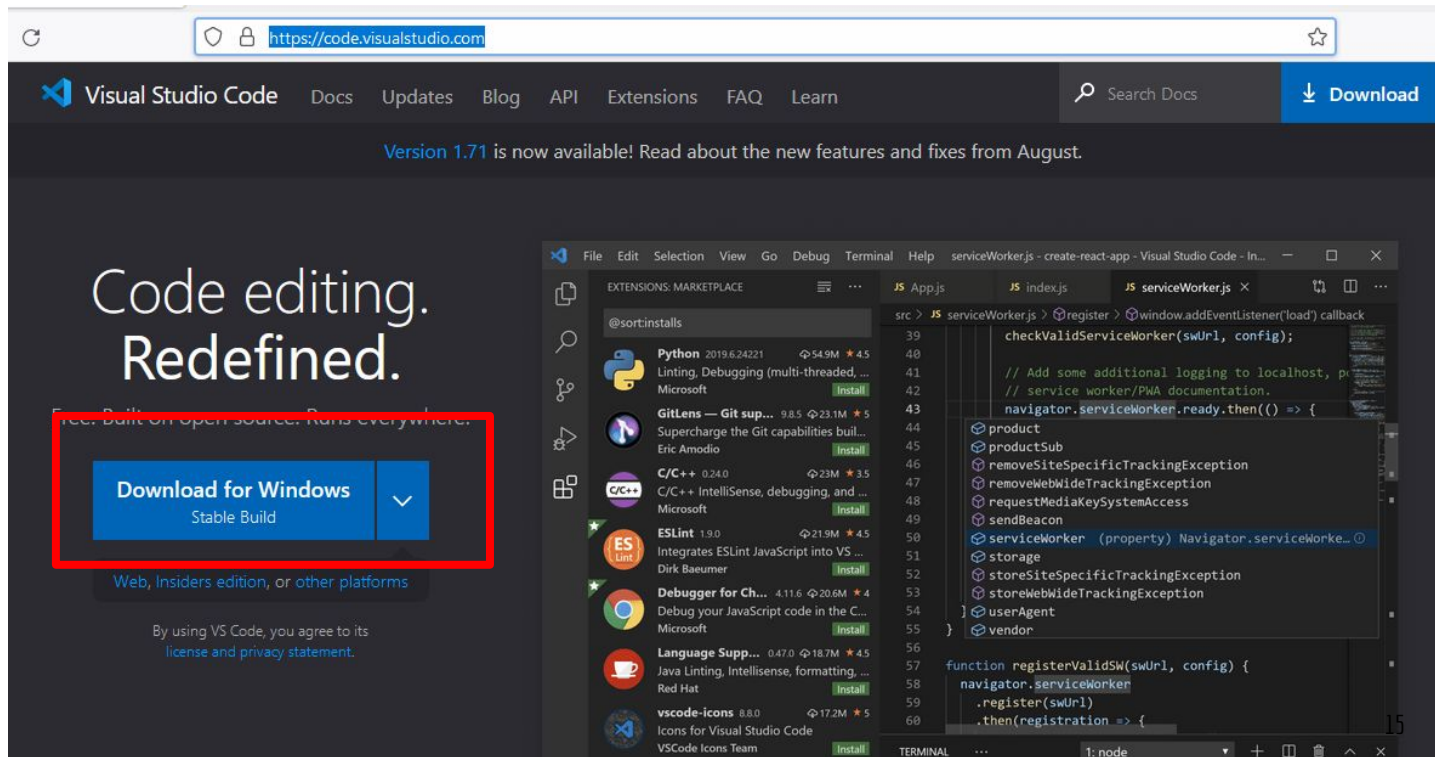 https://code.visualstudio.com
Visual Studio Code Docs Updates Blog API Extensions FAQ Learn Search Docs Download
Version 1.71 is now available! Read about the new features and fixes from August.
Code editing.
Redefined.
Free. Built on open source. Runs everywhere.
Download for Windows
Stable Build
Web, Insiders edition, or other platforms
By using VS Code, you agree to its
license and privacy statement.
File Edit Selection View Go Debug Terminal Help serviceWorker.js - create-react-app - Visual Studio Code - In...
EXTENSIONS: MARKETPLACE
@sort:installs
Python 2019.6.24221 54.9M ★ 4.5
Linting, Debugging (multi-threaded, ...
Microsoft Install
GitLens — Git sup... 9.8.5 23.1M ★ 5
Supercharge the Git capabilities buil...
Eric Amodio Install
C/C++ 0.24.0 23M ★ 3.5
C/C++ C/C++ IntelliSense, debugging, and ...
Microsoft Install
ESLint 1.9.0 21.9M ★ 4.5
ES Lint Integrates ESLint JavaScript into VS ...
Dirk Baeumer Install
Debugger for Ch... 4.11.6 20.6M ★ 4
Debug your JavaScript code in the C...
Microsoft Install
Language Supp... 0.47.0 18.7M ★ 4.5
Java Linting, Intellisense, formatting, ...
Red Hat Install
vscode-icons 8.8.0 17.2M ★ 5
Icons for Visual Studio Code
VSCode Icons Team Install
JS App.js JS index.js JS serviceWorker.js
src > JS serviceWorker.js > register > window.addEventListener('load') callback
39 checkValidServiceWorker(swUrl, config);
40
41 // Add some additional logging to localhost, p
42 // service worker/PWA documentation.
43 navigator.serviceWorker.ready.then(() => {
44 product
45 productSub
46 removeSiteSpecificTrackingException
47 removeWebWideTrackingException
48 requestMediaKeySystemAccess
49 sendBeacon
50 serviceWorker (property) Navigator.serviceWorke...
51 storage
52 storeSiteSpecificTrackingException
53 storeWebWideTrackingException
54 } userAgent
55 } vendor
56
57 function registerValidSW(swUrl, config) {
58 navigator.serviceWorker
59 .register(swUrl)
60 .then(registration => {
TERMINAL ... 1: node
15